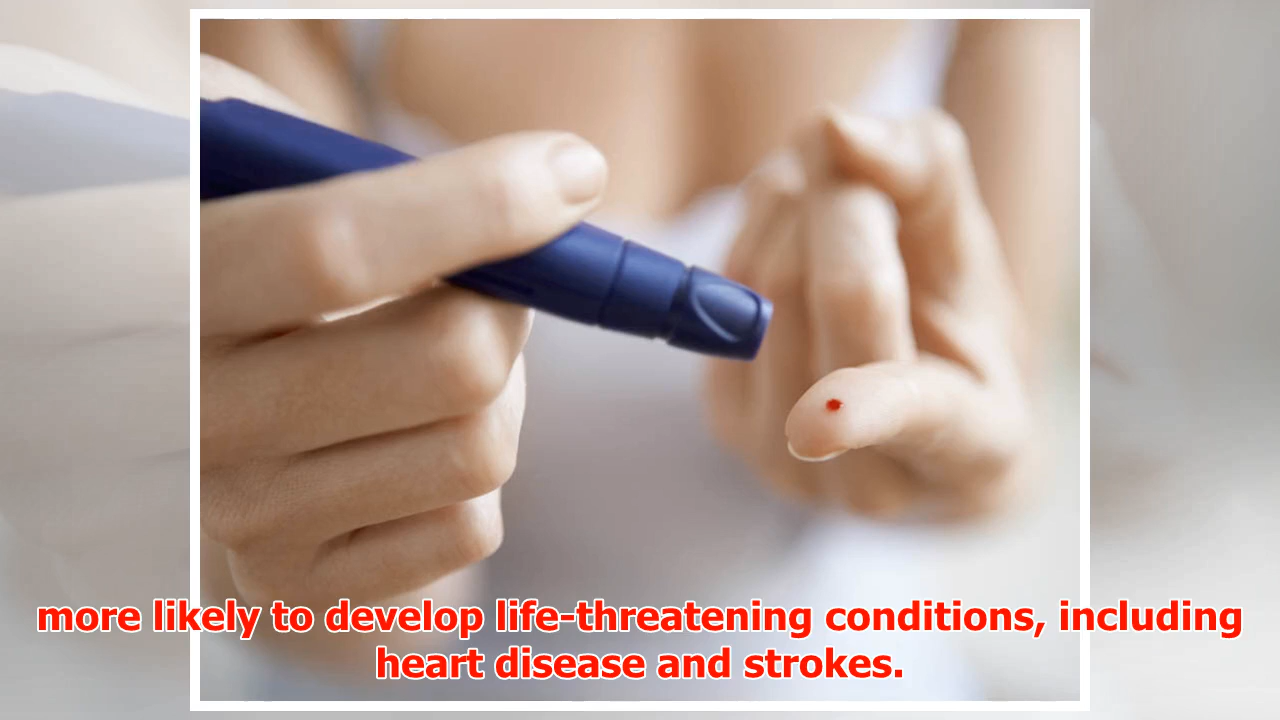 more likely to develop life-threatening conditions, including
heart disease and strokes.